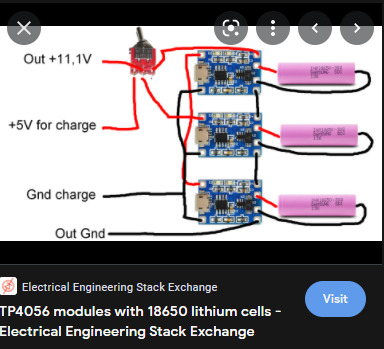 Out +11,1V
+5V for charge
Gnd charge
Out Gnd
Electrical Engineering Stack Exchange
TP4056 modules with 18650 lithium cells -
Electrical Engineering Stack Exchange
Visit